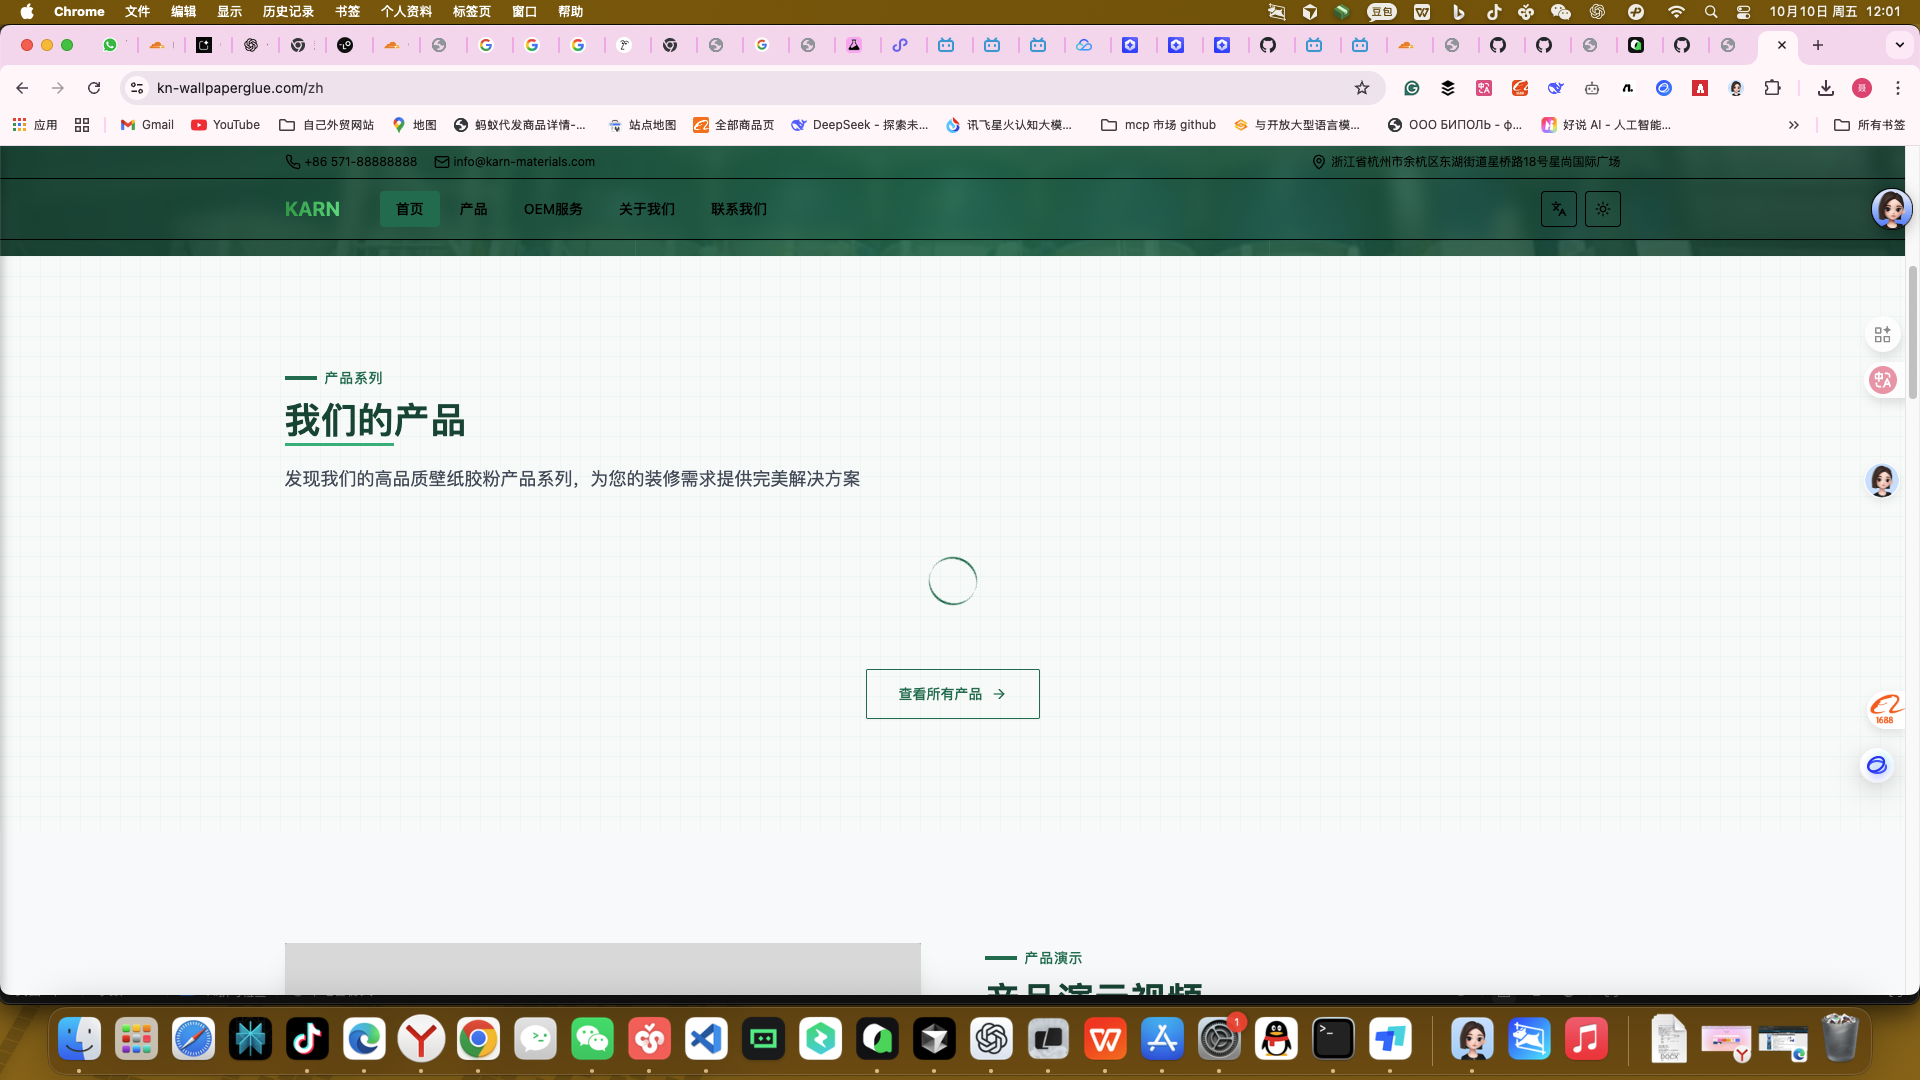 Chrome 文件 编辑 显示 历史记录 书签 个人资料 标签页 窗口 帮助 豆包 10月10日 周五 12:01
kn-wallpaperglue.com/zh
应用 Gmail YouTube 自己外贸网站 地图 蚂蚁代发商品详情-... 站点地图 全部商品页 DeepSeek - 探索未... 讯飞星火认知大模... mcp 市场 github 与开放大型语言模... ООО БИПОЛЬ - ф... 好说 AI - 人工智能... 所有书签
+86 571-88888888 info@karn-materials.com 浙江省杭州市余杭区东湖街道星桥路18号星尚国际广场
KARN 首页 产品 OEM服务 关于我们 联系我们
产品系列
我们的产品
发现我们的高品质壁纸胶粉产品系列，为您的装修需求提供完美解决方案
查看所有产品 →
1688
产品演示
产品演示视频
1
DOCX